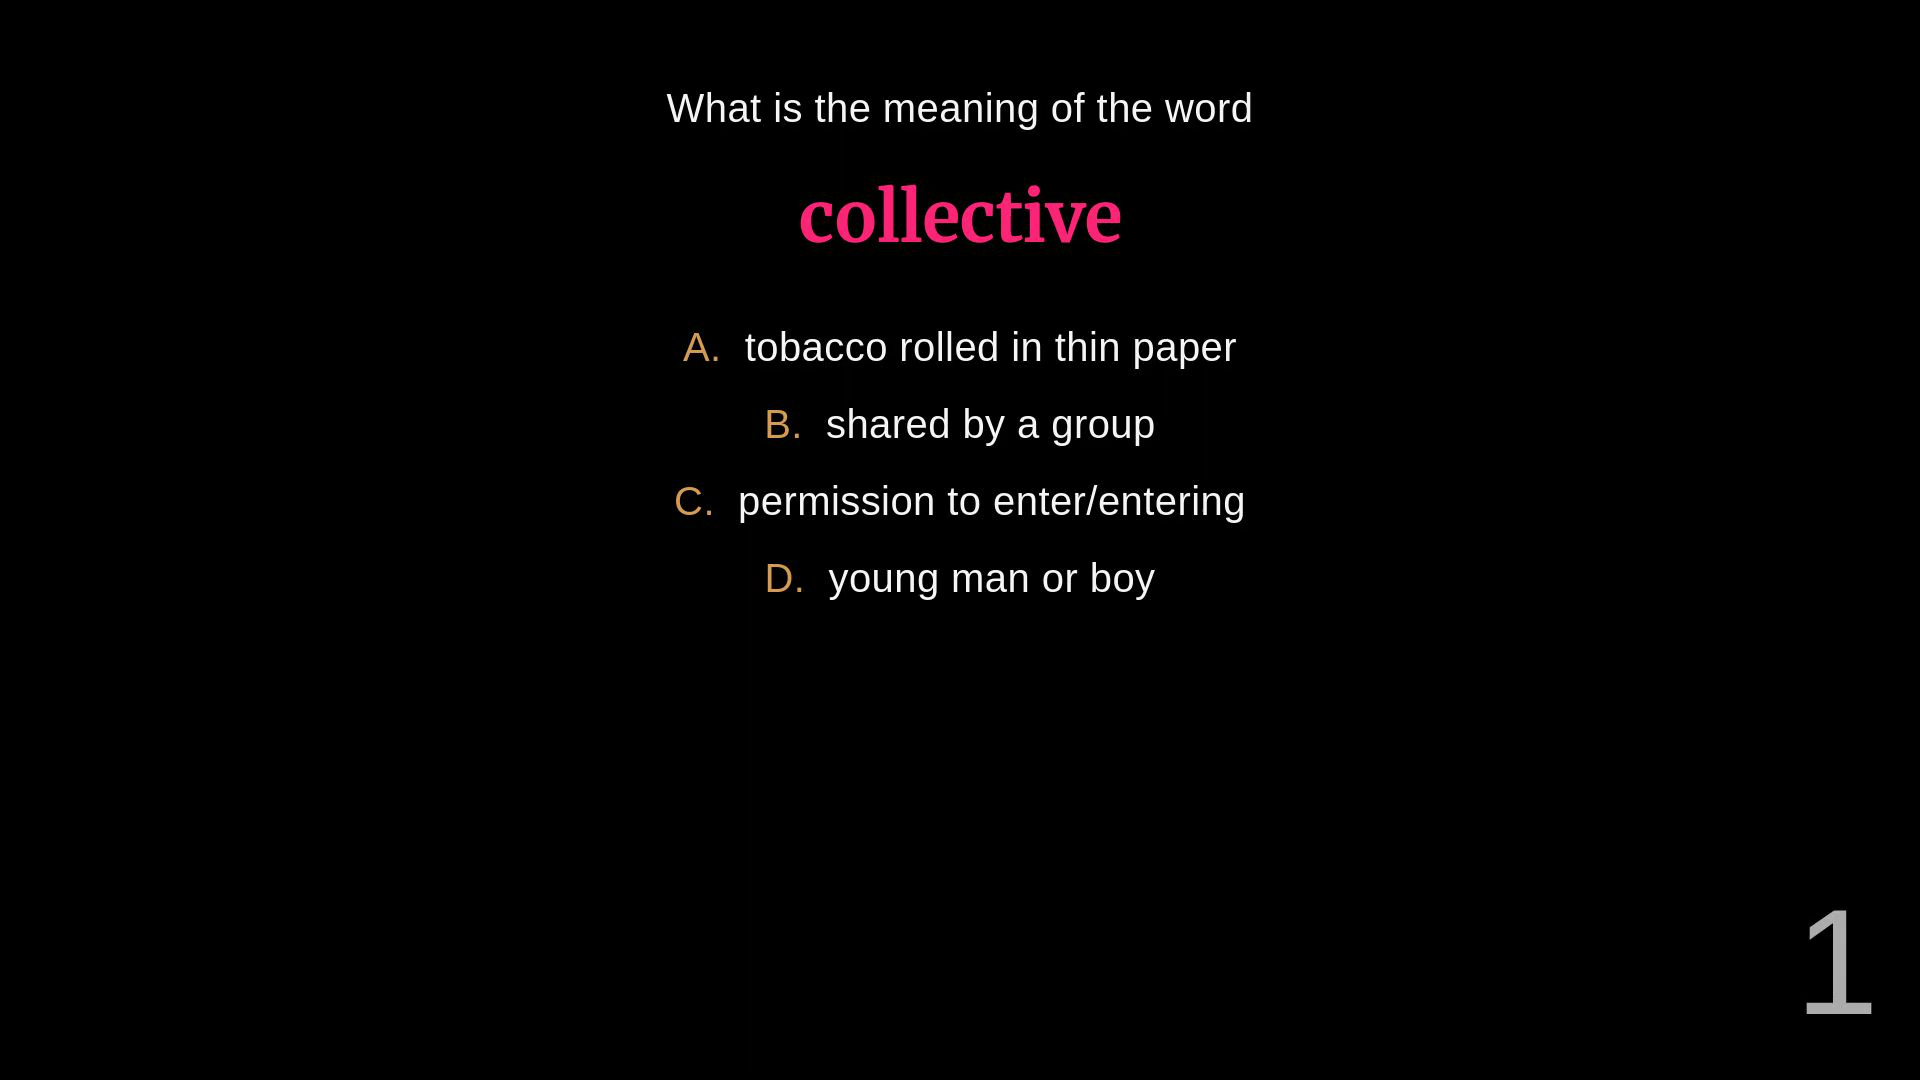 What is the meaning of the word
collective
A. tobacco rolled in thin paper
B. shared by a group
C. permission to enter/entering
D. young man or boy
1